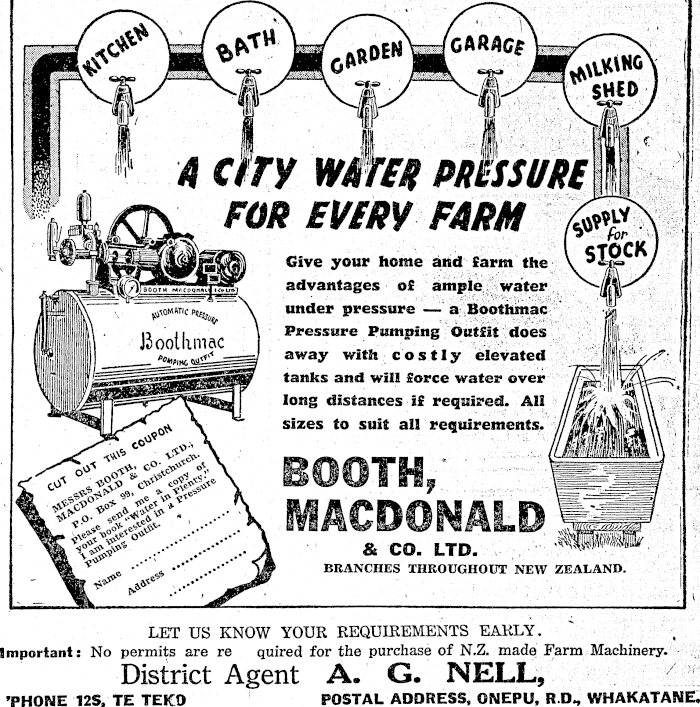 KITCHEN
BATH
GARDEN
GARAGE
MILKING
SHED
A CITY WATER PRESSURE
FOR EVERY FARM
SUPPLY
for
STOCK
Give your home and farm the
advantages of ample water
under pressure — a Boothmac
Pressure Pumping Outfit does
away with costly elevated
tanks and will force water over
long distances if required. All
sizes to suit all requirements.
BOOTH MACDONALD & CO LTD
AUTOMATIC PRESSURE
Boothmac
PUMPING OUTFIT
CUT OUT THIS COUPON
MESSRS BOOTH,
MACDONALD & CO. LTD.,
P.O. Box 99, Christchurch.
Please send me a copy of
your book "Water in Plenty."
I am interested in a Pressure
Pumping Outfit.
Name
Address
BOOTH,
MACDONALD
& CO. LTD.
BRANCHES THROUGHOUT NEW ZEALAND.
LET US KNOW YOUR REQUIREMENTS EARLY.
Important: No permits are re quired for the purchase of N.Z. made Farm Machinery.
District Agent A. G. NELL,
'PHONE 12S, TE TEKO POSTAL ADDRESS, ONEPU, R.D., WHAKATANE.